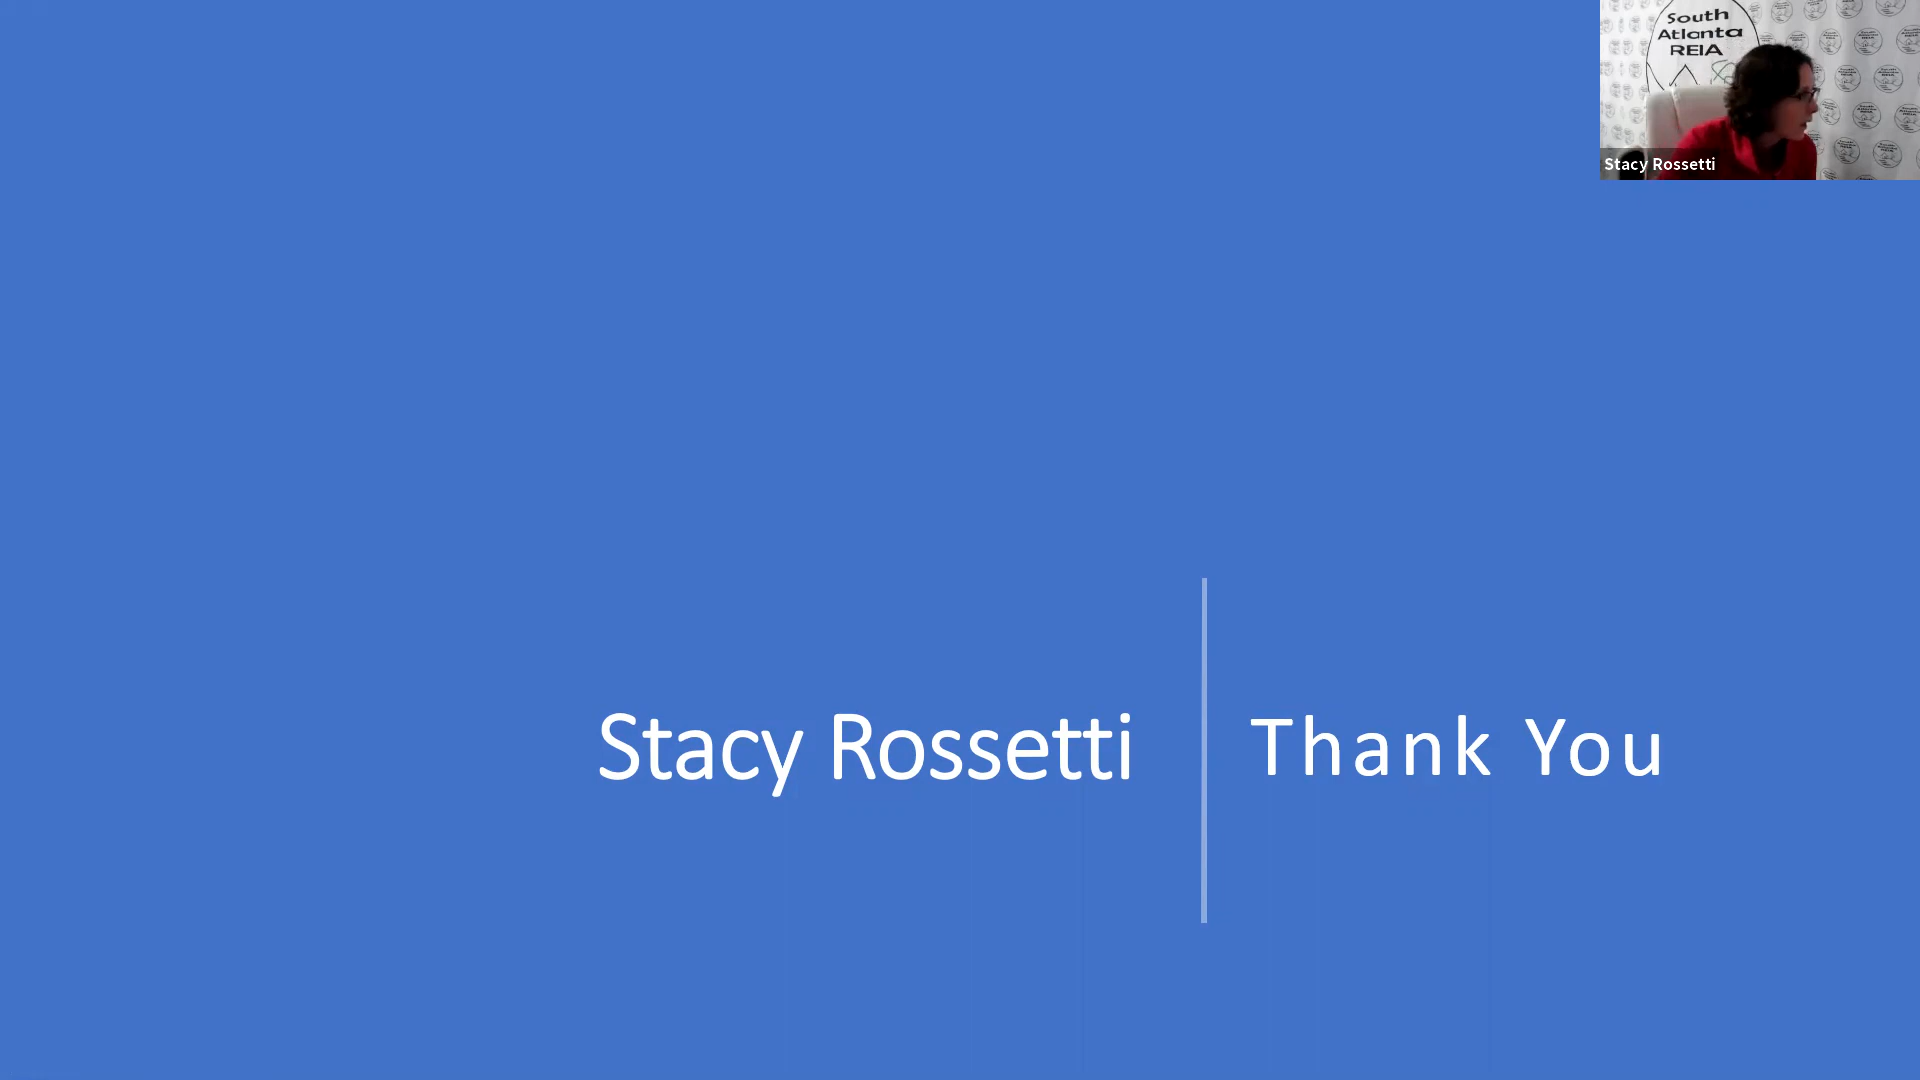 South
Atlanta
REIA
Stacy Rossetti
Stacy Rossetti
Thank You